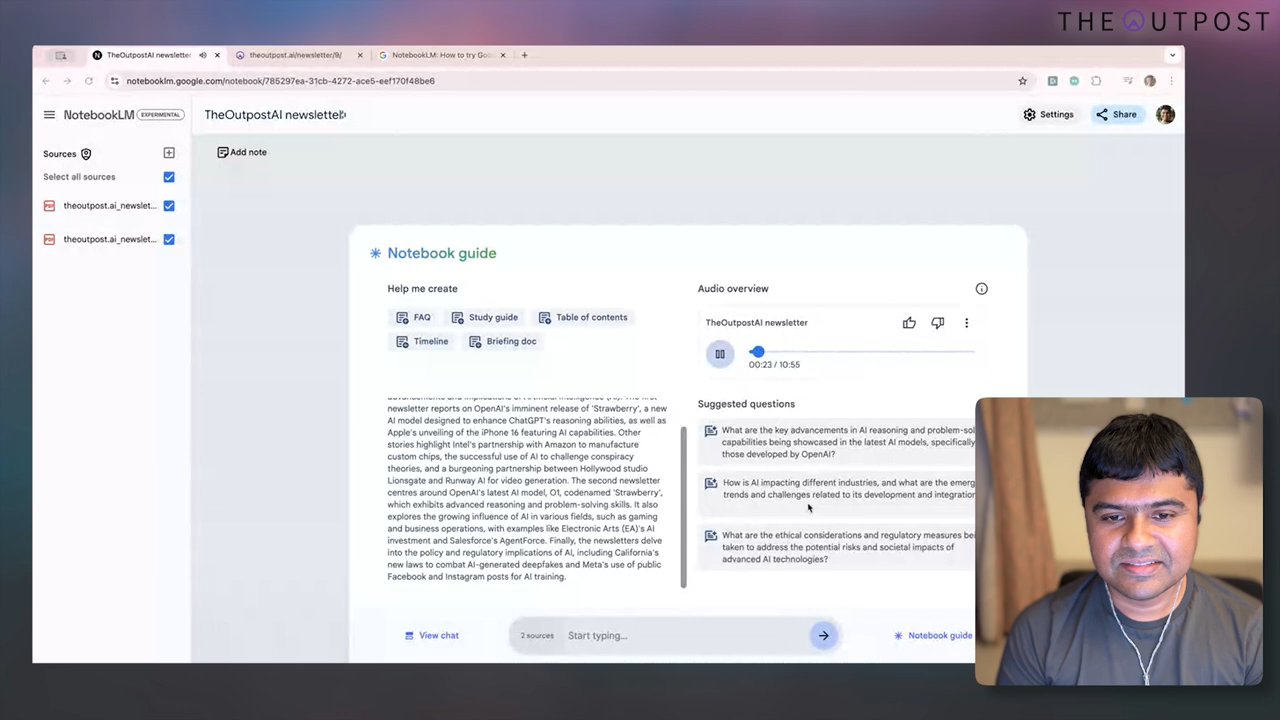 THE OUTPOST
TheOutpostAI newsletter
theoutpost.ai/newsletter/9/
NotebookLM: How to try Goo
notebooklm.google.com/notebook/785297ea-31cb-4272-ace5-eef170f48be6
NotebookLM EXPERIMENTAL
TheOutpostAI newsletter
Settings
Share
Sources
Select all sources
theoutpost.ai_newslet...
theoutpost.ai_newslet...
Add note
Notebook guide
Help me create
FAQ
Study guide
Table of contents
Timeline
Briefing doc
newsletter reports on OpenAI's imminent release of 'Strawberry', a new
AI model designed to enhance ChatGPT's reasoning abilities, as well as
Apple's unveiling of the iPhone 16 featuring AI capabilities. Other
stories highlight Intel's partnership with Amazon to manufacture
custom chips, the successful use of AI to challenge conspiracy
theories, and a burgeoning partnership between Hollywood studio
Lionsgate and Runway AI for video generation. The second newsletter
centres around OpenAI's latest AI model, O1, codenamed 'Strawberry',
which exhibits advanced reasoning and problem-solving skills. It also
explores the growing influence of AI in various fields, such as gaming
and business operations, with examples like Electronic Arts (EA)'s AI
investment and Salesforce's AgentForce. Finally, the newsletters delve
into the policy and regulatory implications of AI, including California's
new laws to combat AI-generated deepfakes and Meta's use of public
Facebook and Instagram posts for AI training.
Audio overview
TheOutpostAI newsletter
00:23 / 10:55
Suggested questions
What are the key advancements in AI reasoning and problem-sol
capabilities being showcased in the latest AI models, specifically
those developed by OpenAI?
How is AI impacting different industries, and what are the emerg
trends and challenges related to its development and integration
What are the ethical considerations and regulatory measures bei
taken to address the potential risks and societal impacts of
advanced AI technologies?
View chat
2 sources
Start typing...
Notebook guide